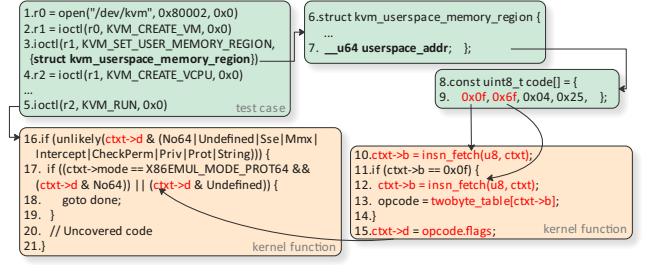 1.r0 = open("/dev/kvm", 0x80002, 0x0)
2.r1 = ioctl(r0, KVM_CREATE_VM, 0x0)
3.ioctl(r1, KVM_SET_USER_MEMORY_REGION,
{struct kvm_userspace_memory_region})
4.r2 = ioctl(r1, KVM_CREATE_VCPU, 0x0)
...
5.ioctl(r2, KVM_RUN, 0x0)
test case
6.struct kvm_userspace_memory_region {
...
7. __u64 userspace_addr; };
8.const uint8_t code[] = {
9. 0x0f, 0x6f, 0x04, 0x25, };
10.ctxt->b = insn_fetch(u8, ctxt);
11.if (ctxt->b == 0x0f) {
12. ctxt->b = insn_fetch(u8, ctxt);
13. opcode = twobyte_table[ctxt->b];
14.}
15.ctxt->d = opcode.flags;
kernel function
16.if (unlikely(ctxt->d & (No64|Undefined|Sse|Mmx|
Intercept|CheckPerm|Priv|Prot|String))) {
17. if ((ctxt->mode == X86EMUL_MODE_PROT64 &&
(ctxt->d & No64)) || (ctxt->d & Undefined)) {
18. goto done;
19. }
20. // Uncovered code
21.}
kernel function